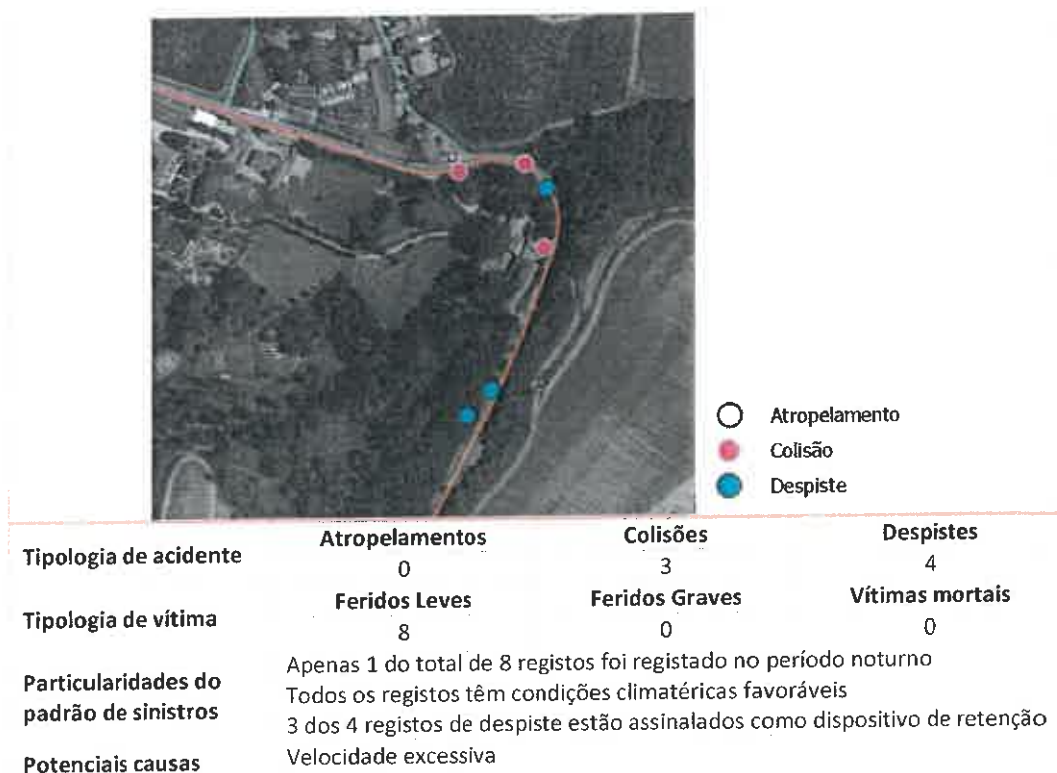 Atropelamento
Colisão
Despiste
Tipologia de acidente
Atropelamentos
Colisões
Despistes
0
3
4
Tipologia de vítima
Feridos Leves
Feridos Graves
Vítimas mortais
8
0
0
Particularidades do padrão de sinistros
Apenas 1 do total de 8 registos foi registado no período noturno
Todos os registos têm condições climatéricas favoráveis
3 dos 4 registos de despiste estão assinalados como dispositivo de retenção
Potenciais causas
Velocidade excessiva